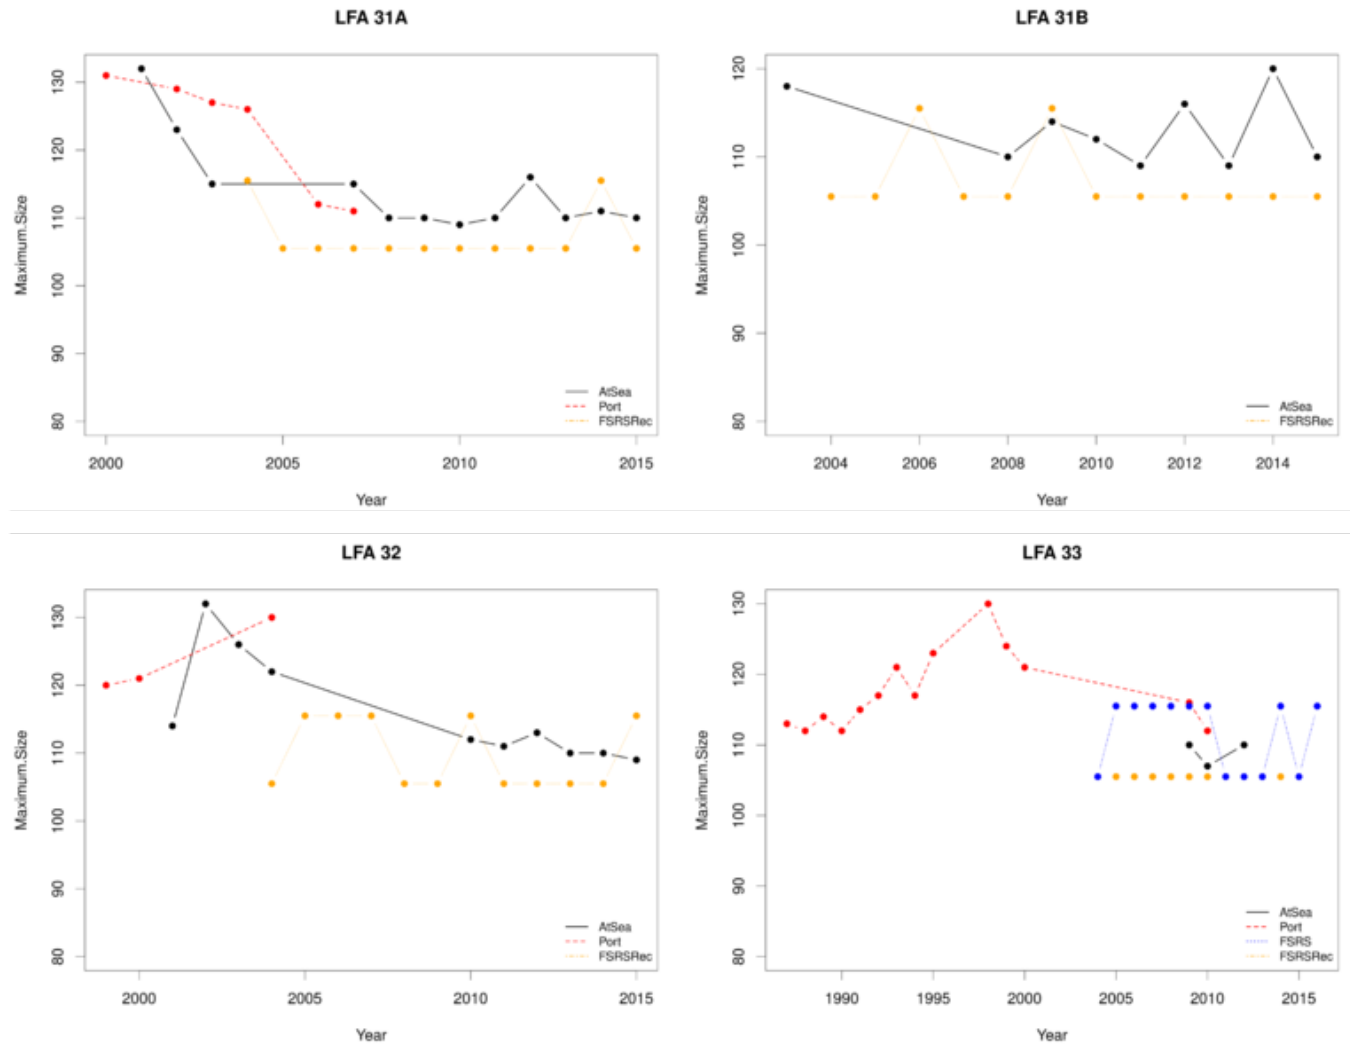 LFA 31A
Maximum.Size
130
120
110
100
90
80
AtSea
Port
FSRSRec
2000 2005 2010 2015
Year
LFA 31B
Maximum.Size
120
110
100
90
80
AtSea
FSRSRec
2004 2006 2008 2010 2012 2014
Year
LFA 32
Maximum.Size
130
120
110
100
90
80
AtSea
Port
FSRSRec
2000 2005 2010 2015
Year
LFA 33
Maximum.Size
130
120
110
100
90
80
AtSea
Port
FSRS
FSRSRec
1990 1995 2000 2005 2010 2015
Year